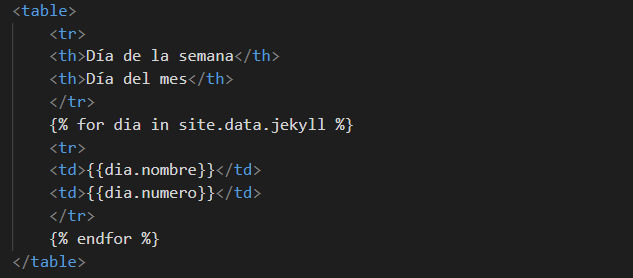 <table>
<tr>
<th>Día de la semana</th>
<th>Día del mes</th>
</tr>
{% for dia in site.data.jekyll %}
<tr>
<td>{{dia.nombre}}</td>
<td>{{dia.numero}}</td>
</tr>
{% endfor %}
</table>